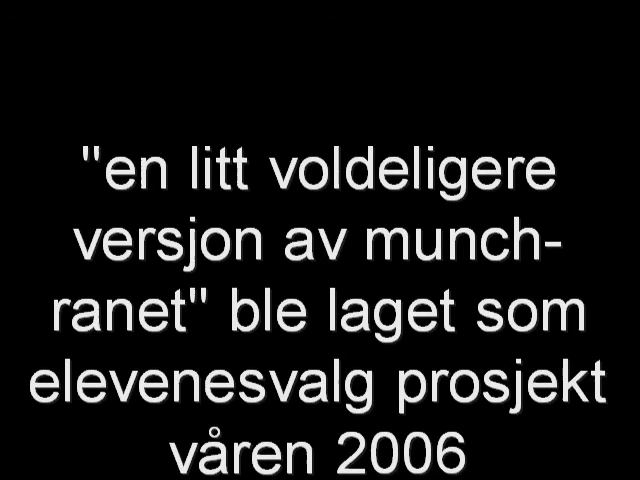 "en litt voldeligere
versjon av munch-
ranet" ble laget som
elevenesvalg prosjekt
våren 2006